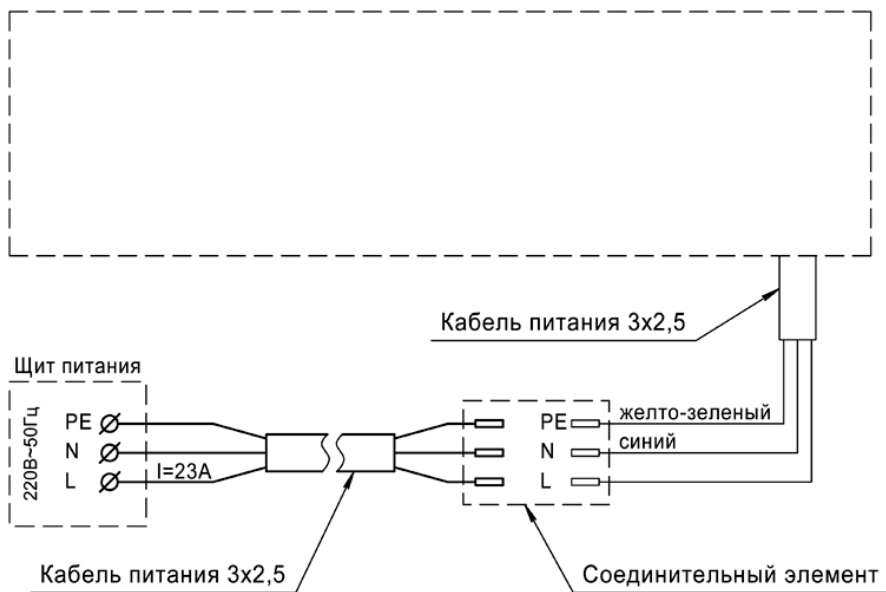 Кабель питания 3х2,5
Щит питания
220В~50Гц
PE
N
L
I=23А
PE
N
L
желто-зеленый
синий
Кабель питания 3х2,5
Соединительный элемент